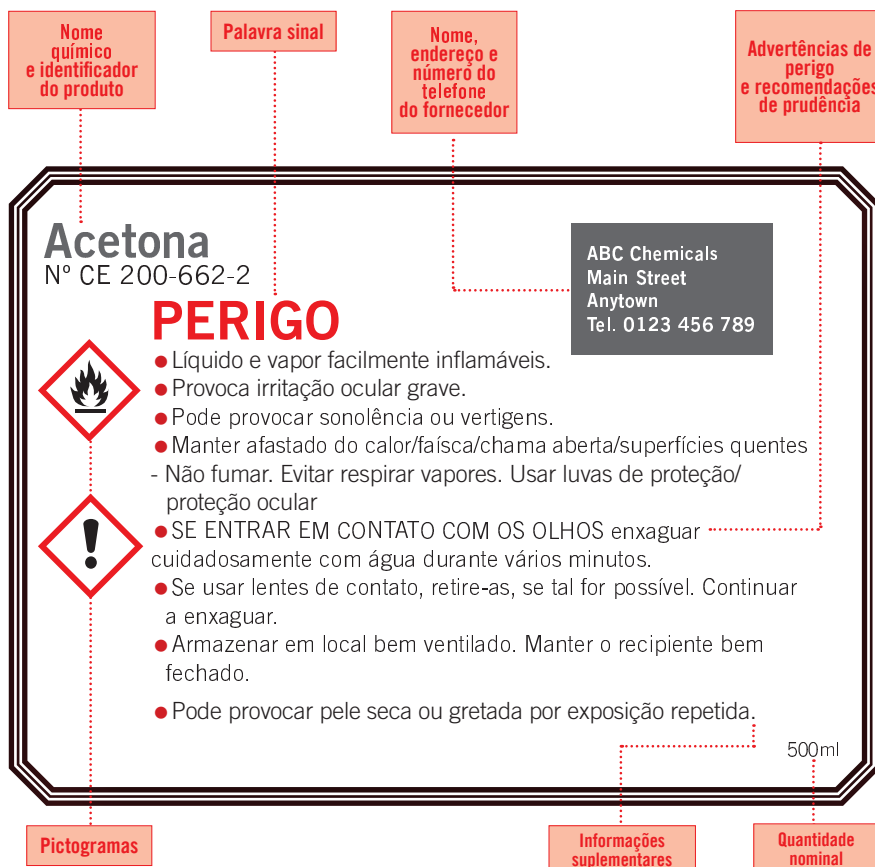 Nome
químico
e identificador
do produto
Palavra sinal
Nome,
endereço e
número do
telefone
do fornecedor
Advertências de
perigo
e recomendações
de prudência
Acetona
Nº CE 200-662-2
ABC Chemicals
Main Street
Anytown
Tel. 0123 456 789
PERIGO
● Líquido e vapor facilmente inflamáveis.
● Provoca irritação ocular grave.
● Pode provocar sonolência ou vertigens.
● Manter afastado do calor/faísca/chama aberta/superfícies quentes
- Não fumar. Evitar respirar vapores. Usar luvas de proteção/
proteção ocular
● SE ENTRAR EM CONTATO COM OS OLHOS enxaguar
cuidadosamente com água durante vários minutos.
● Se usar lentes de contato, retire-as, se tal for possível. Continuar
a enxaguar.
● Armazenar em local bem ventilado. Manter o recipiente bem
fechado.
● Pode provocar pele seca ou gretada por exposição repetida.
500ml
Pictogramas
Informações
suplementares
Quantidade
nominal